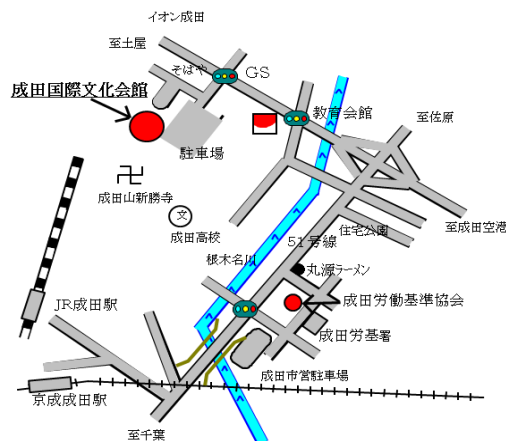 イオン成田
至土屋
そばや
GS
成田国際文化会館
教育会館
至佐原
駐車場
成田山新勝寺
文
成田高校
至成田空港
住宅公園
51号線
根木名川
丸源ラーメン
JR成田駅
成田労働基準協会
成田労基署
成田市営駐車場
京成成田駅
至千葉